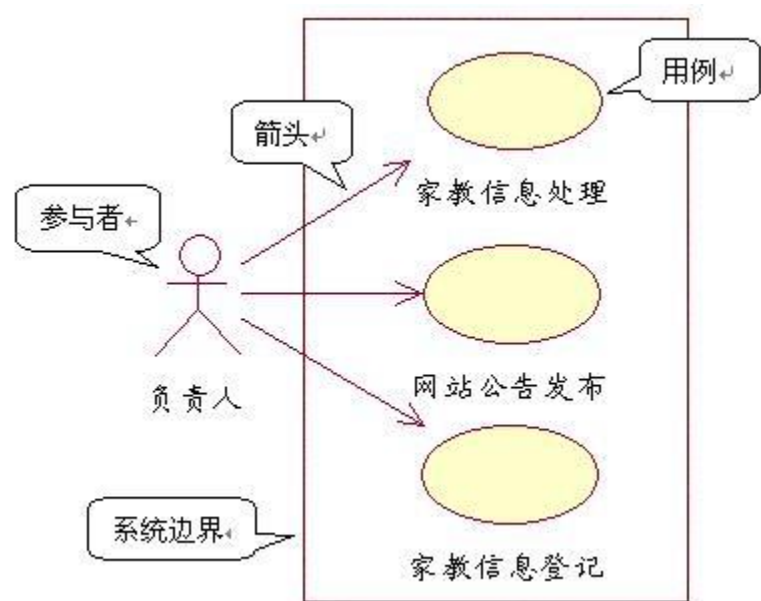 用例
箭头
家教信息处理
参与者
负责人
网站公告发布
系统边界
家教信息登记